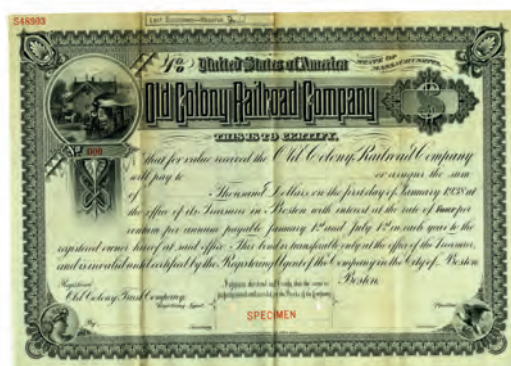 S48903
4% United States of America STATE OF MASSACHUSETTS
Old Colony Railroad Company
$
THIS IS TO CERTIFY,
No 000
that for value received the Old Colony Railroad Company
will pay to or assigns the sum
of Thousand Dollars, on the first day of January 1938 at
the office of its Treasurer in Boston with interest at the rate of four per
centum per annum payable January 1st and July 1st in each year to the
registered owner hereof at said office. This bond is transferable only at the office of the Treasurer,
and is invalid until certified by the Registering Agent of the Company in the City of Boston
Registered Boston,
Old Colony Trust Company,
Registering Agent.
SPECIMEN
By
President